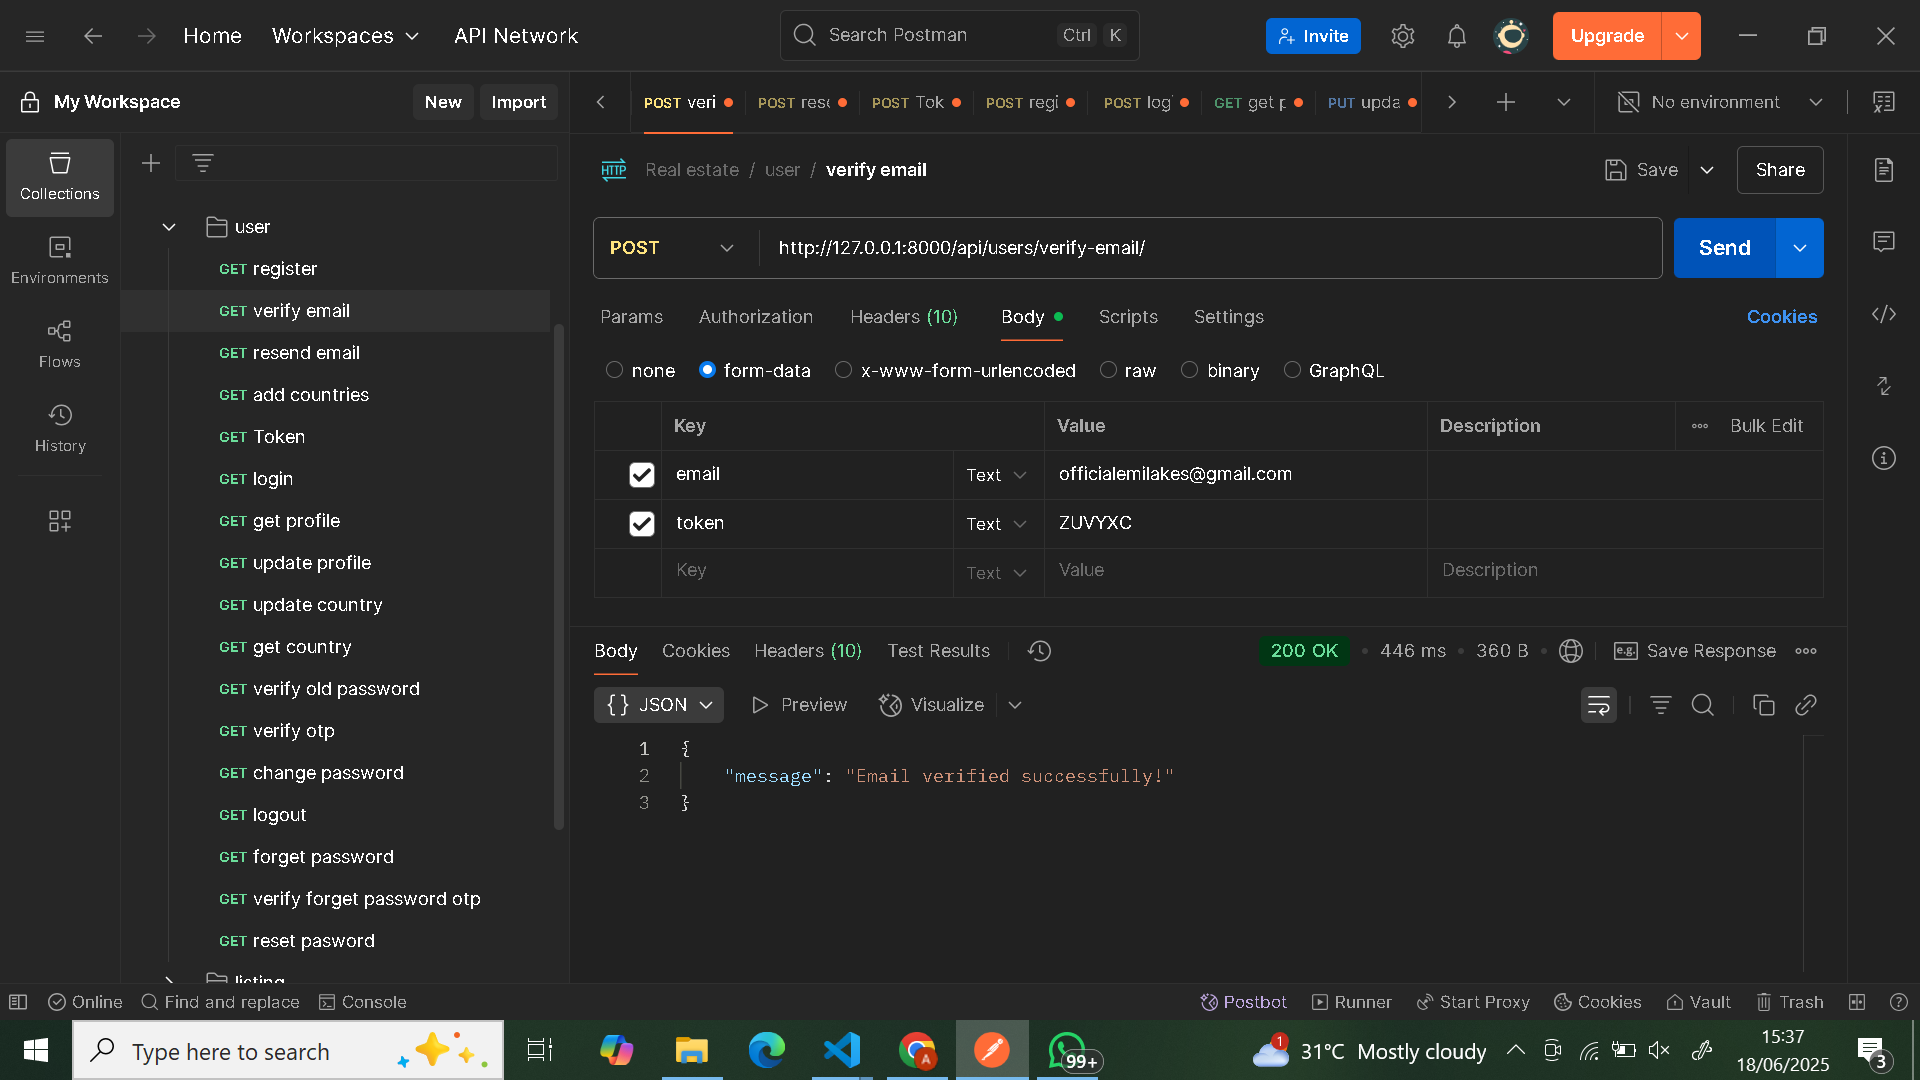 Home Workspaces API Network Search Postman Ctrl K Invite Upgrade
My Workspace New Import POST veri POST rese POST Tok POST regi POST log GET get p PUT upda No environment
Collections
Environments
Flows
History
user
GET register
GET verify email
GET resend email
GET add countries
GET Token
GET login
GET get profile
GET update profile
GET update country
GET get country
GET verify old password
GET verify otp
GET change password
GET logout
GET forget password
GET verify forget password otp
GET reset pasword
listing
HTTP Real estate / user / verify email Save Share
POST http://127.0.0.1:8000/api/users/verify-email/ Send
Params Authorization Headers (10) Body Scripts Settings Cookies
none form-data x-www-form-urlencoded raw binary GraphQL
Key Value Description Bulk Edit
email Text officialemilakes@gmail.com
token Text ZUVYXC
Key Text Value Description
Body Cookies Headers (10) Test Results 200 OK • 446 ms • 360 B • e.g. Save Response
{} JSON Preview Visualize
1 {
2 "message": "Email verified successfully!"
3 }
Online Find and replace Console Postbot Runner Start Proxy Cookies Vault Trash
Type here to search A 99+ 1 31°C Mostly cloudy 15:37
18/06/2025 3